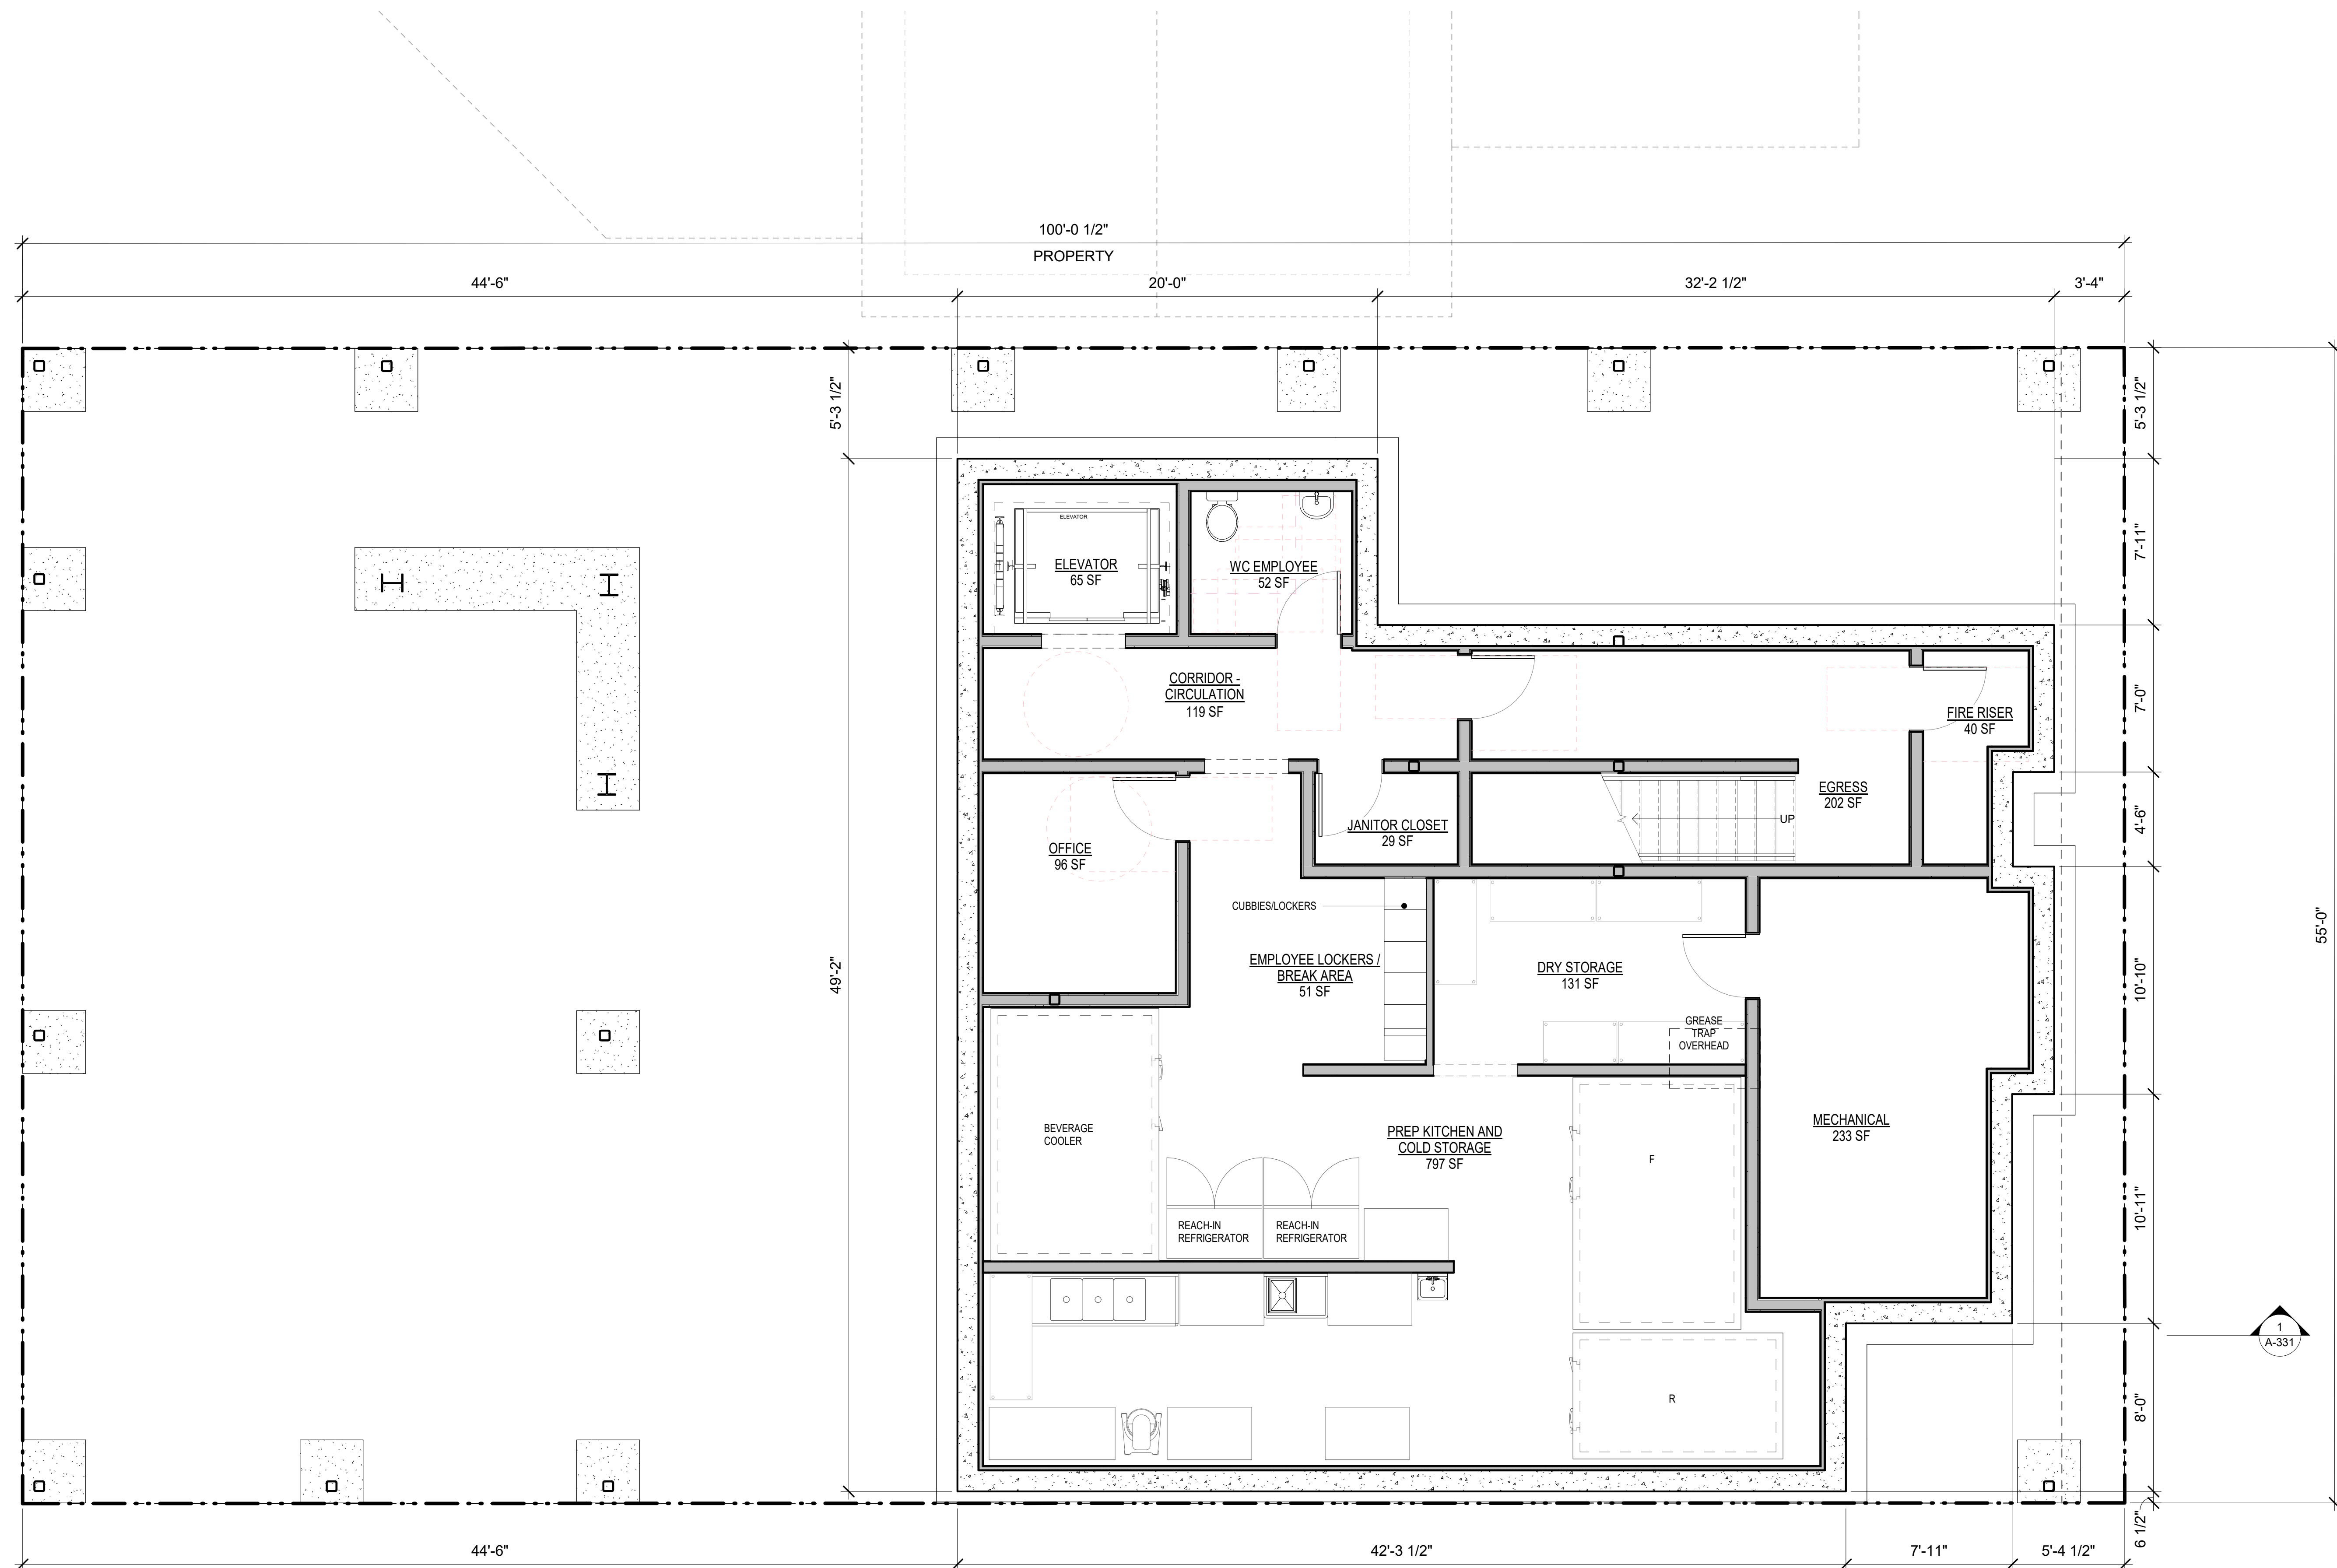 100'-0 1/2"
PROPERTY
44'-6"
20'-0"
32'-2 1/2"
3'-4"
5'-3 1/2"
5'-3 1/2"
ELEVATOR
ELEVATOR
65 SF
WC EMPLOYEE
52 SF
7'-11"
CORRIDOR -
CIRCULATION
119 SF
FIRE RISER
40 SF
7'-0"
EGRESS
202 SF
UP
4'-6"
JANITOR CLOSET
29 SF
OFFICE
96 SF
CUBBIES/LOCKERS
55'-0"
49'-2"
EMPLOYEE LOCKERS /
BREAK AREA
51 SF
DRY STORAGE
131 SF
10'-10"
GREASE
TRAP
OVERHEAD
BEVERAGE
COOLER
PREP KITCHEN AND
COLD STORAGE
797 SF
F
MECHANICAL
233 SF
REACH-IN
REFRIGERATOR
REACH-IN
REFRIGERATOR
10'-11"
1
A-331
R
8'-0"
6 1/2"
44'-6"
42'-3 1/2"
7'-11"
5'-4 1/2"